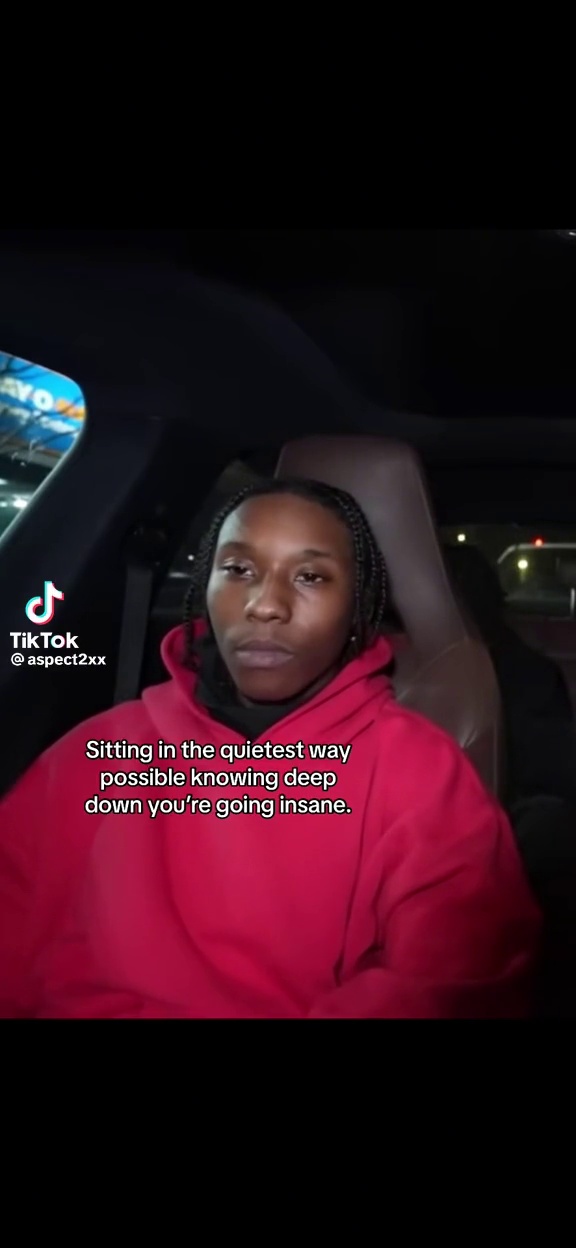 TikTok
@aspect2xx
Sitting in the quietest way
possible knowing deep
down you’re going insane.